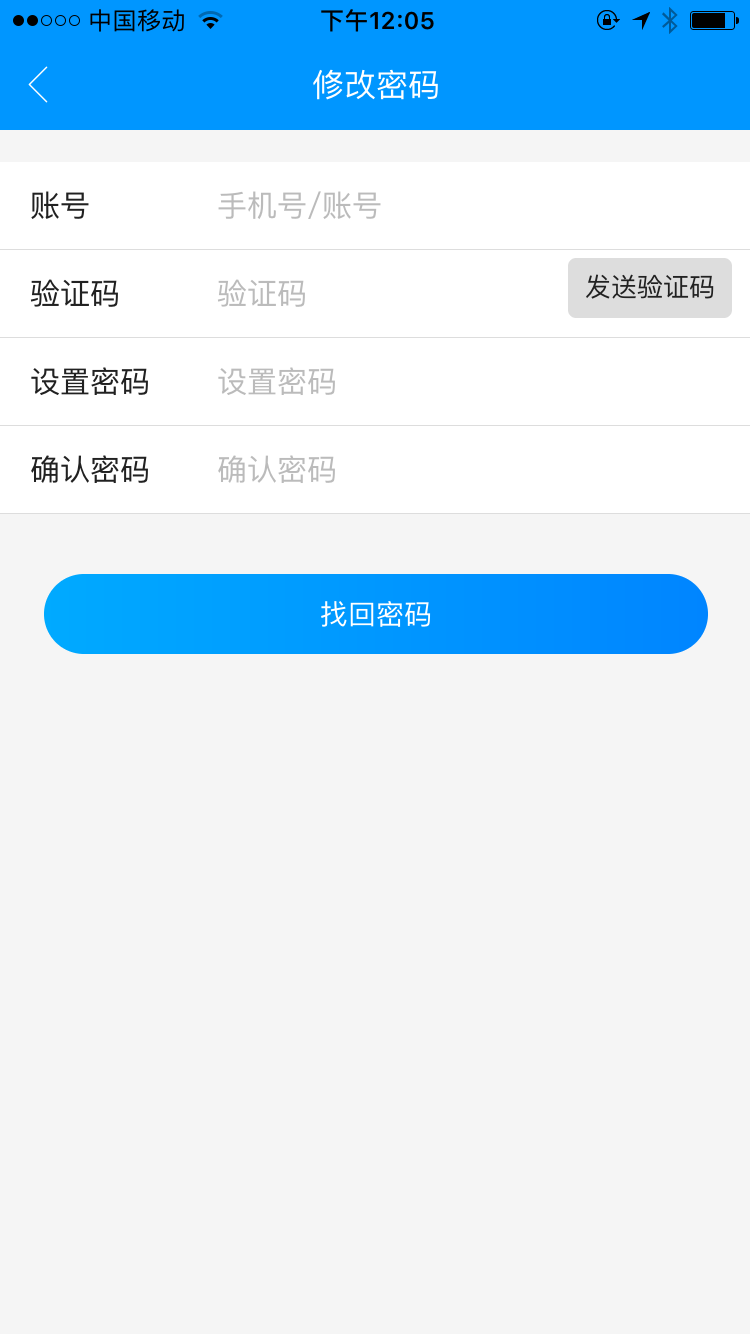 中国移动 下午12:05
修改密码
账号 手机号/账号
验证码 验证码 发送验证码
设置密码 设置密码
确认密码 确认密码
找回密码